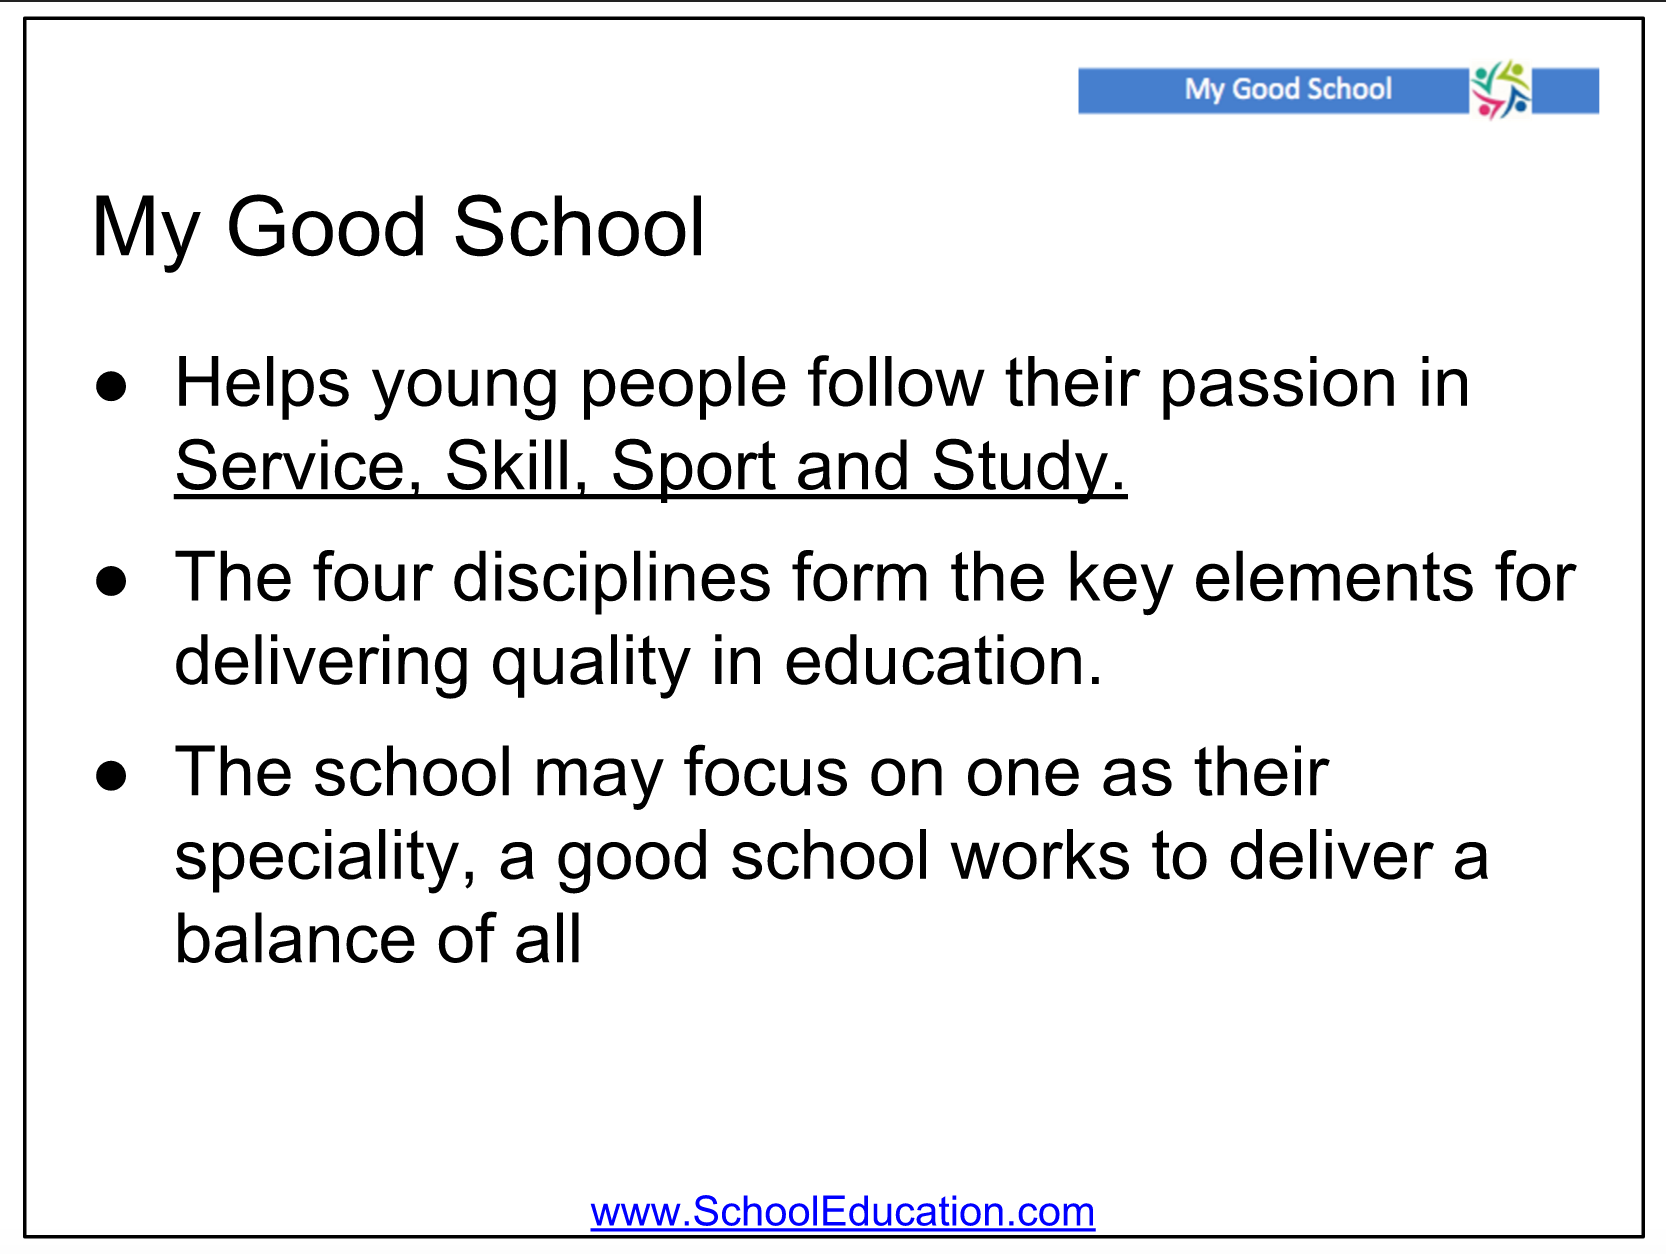 My Good School
My Good School
● Helps young people follow their passion in
Service, Skill, Sport and Study.
● The four disciplines form the key elements for
delivering quality in education.
● The school may focus on one as their
speciality, a good school works to deliver a
balance of all
www.SchoolEducation.com